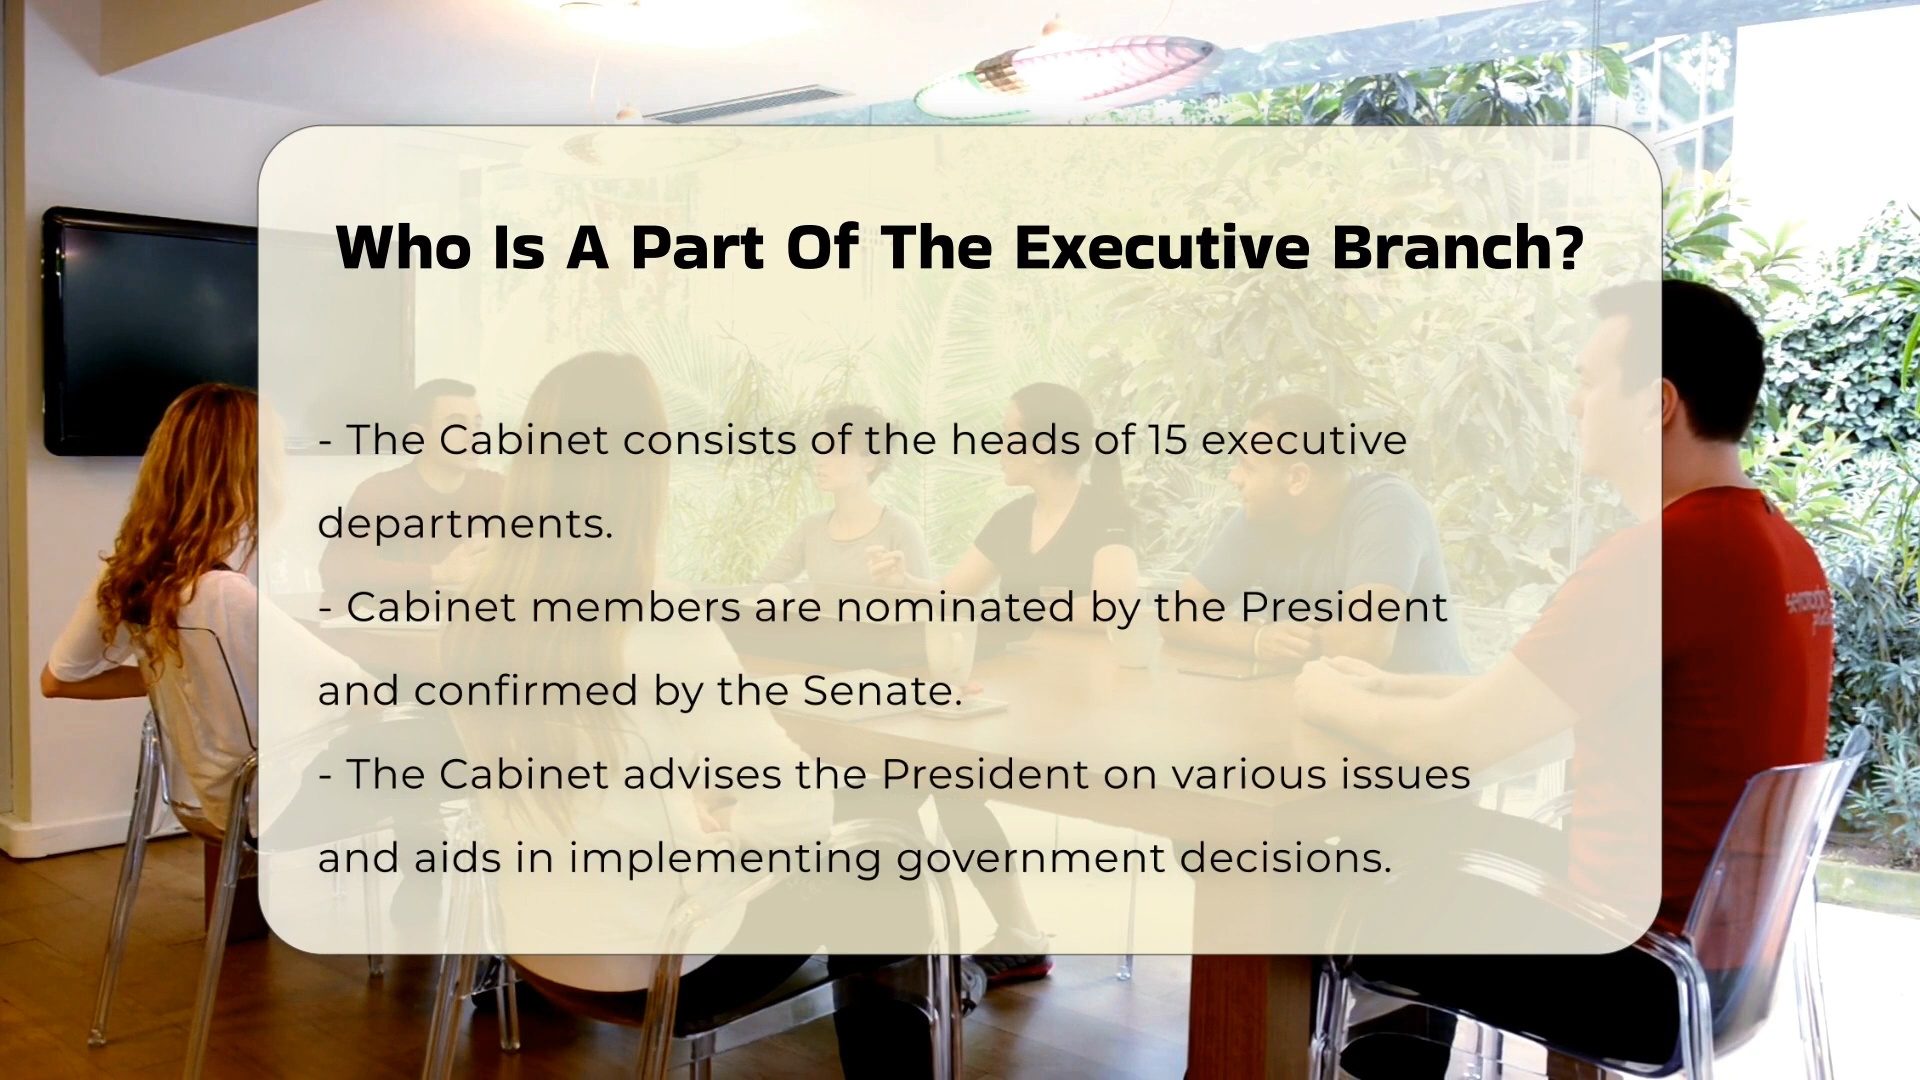 Who Is A Part Of The Executive Branch?
- The Cabinet consists of the heads of 15 executive
departments.
- Cabinet members are nominated by the President
and confirmed by the Senate.
- The Cabinet advises the President on various issues
and aids in implementing government decisions.